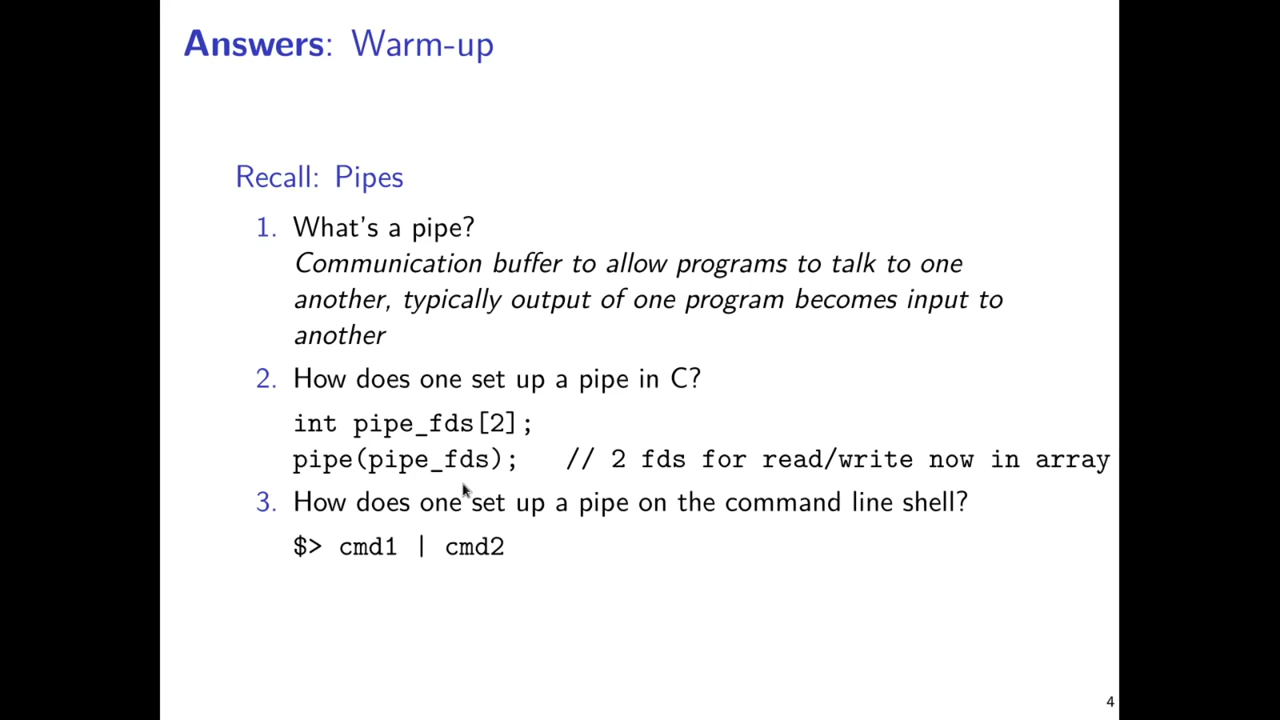 Answers: Warm-up
Recall: Pipes
1. What's a pipe?
Communication buffer to allow programs to talk to one
another, typically output of one program becomes input to
another
2. How does one set up a pipe in C?
int pipe_fds[2];
pipe(pipe_fds);   // 2 fds for read/write now in array
3. How does one set up a pipe on the command line shell?
$> cmd1 | cmd2
4